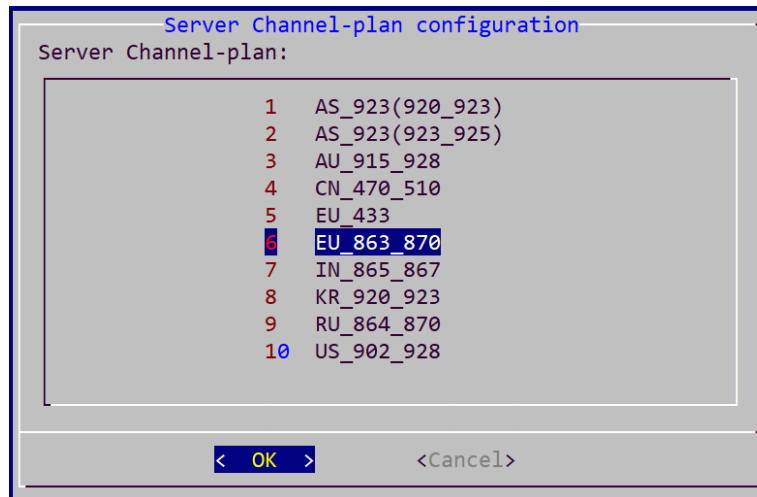 Server Channel-plan configuration
Server Channel-plan:
1 AS_923(920_923)
2 AS_923(923_925)
3 AU_915_928
4 CN_470_510
5 EU_433
6 EU_863_870
7 IN_865_867
8 KR_920_923
9 RU_864_870
10 US_902_928
< OK > <Cancel>